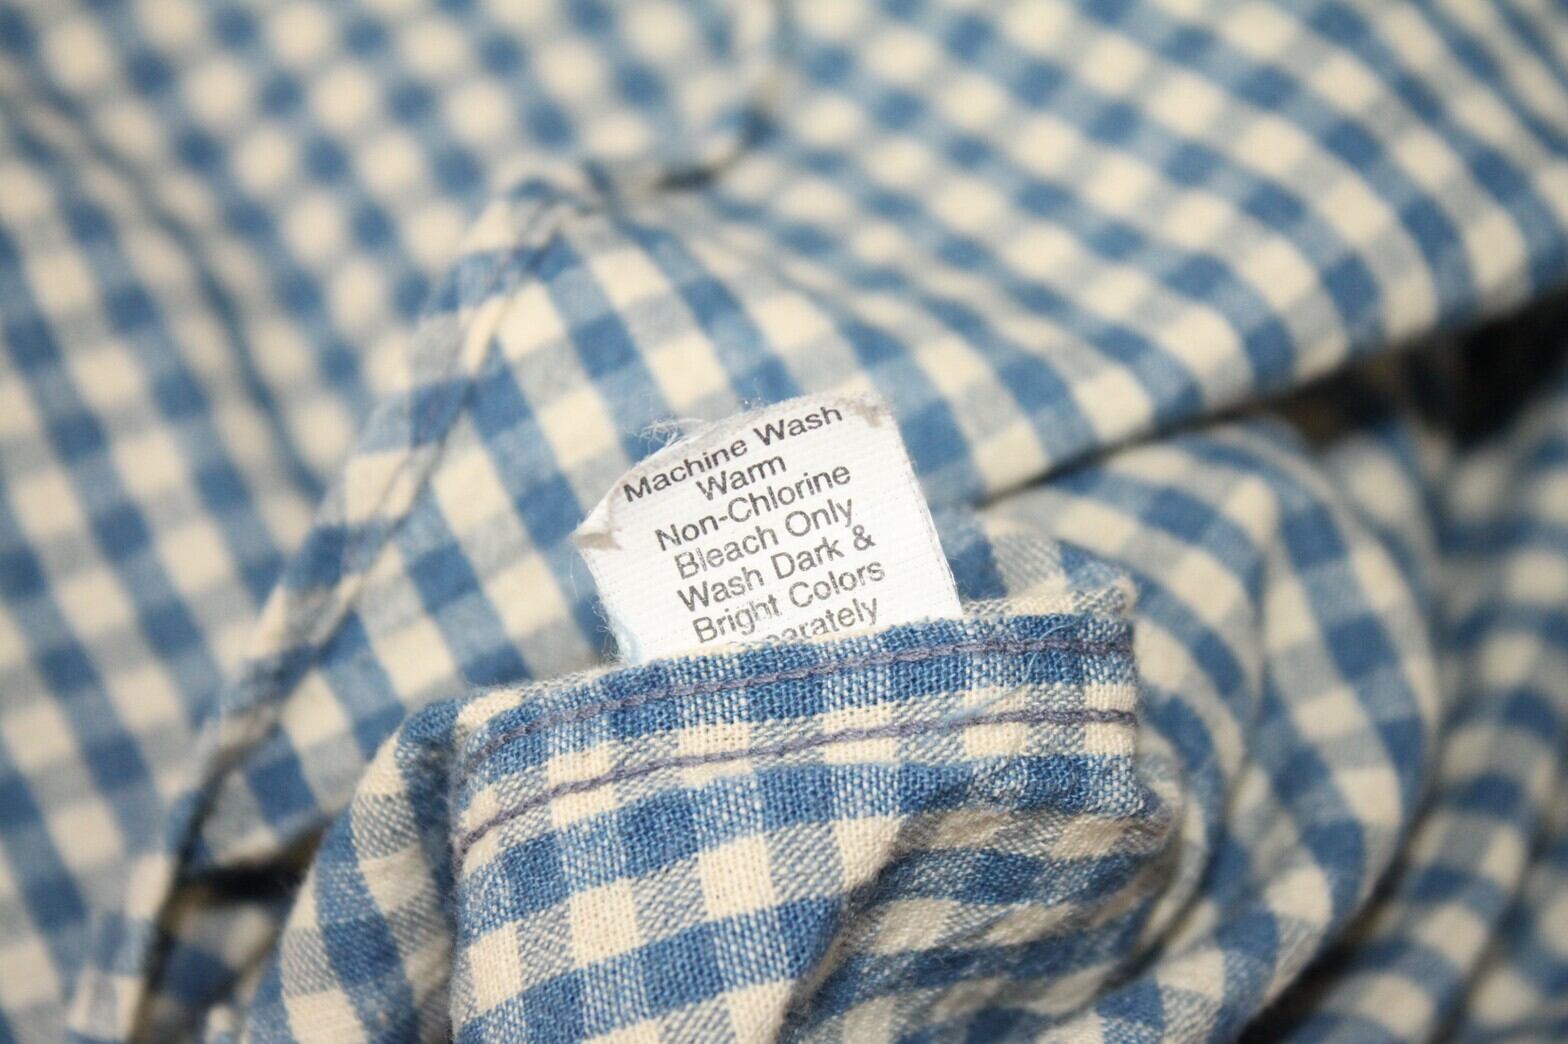 Machine Wash
Warm
Non-Chlorine
Bleach Only
Wash Dark &
Bright Colors